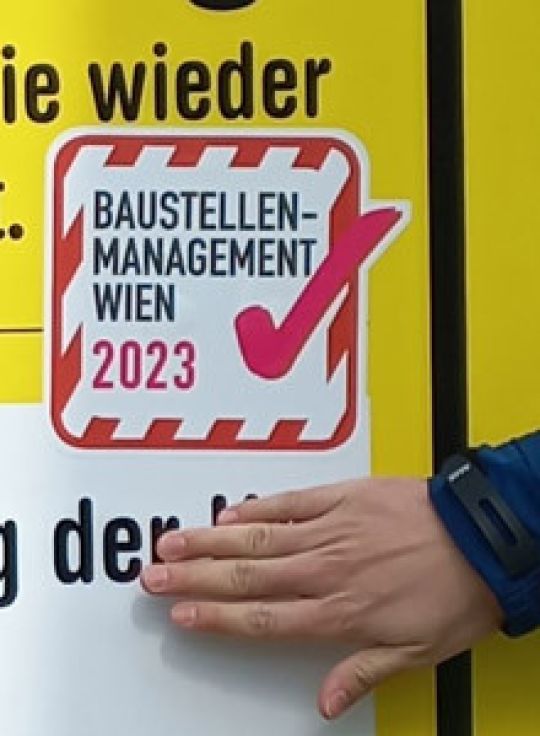 ie wieder
t.
BAUSTELLEN-
MANAGEMENT
WIEN
2023
g der